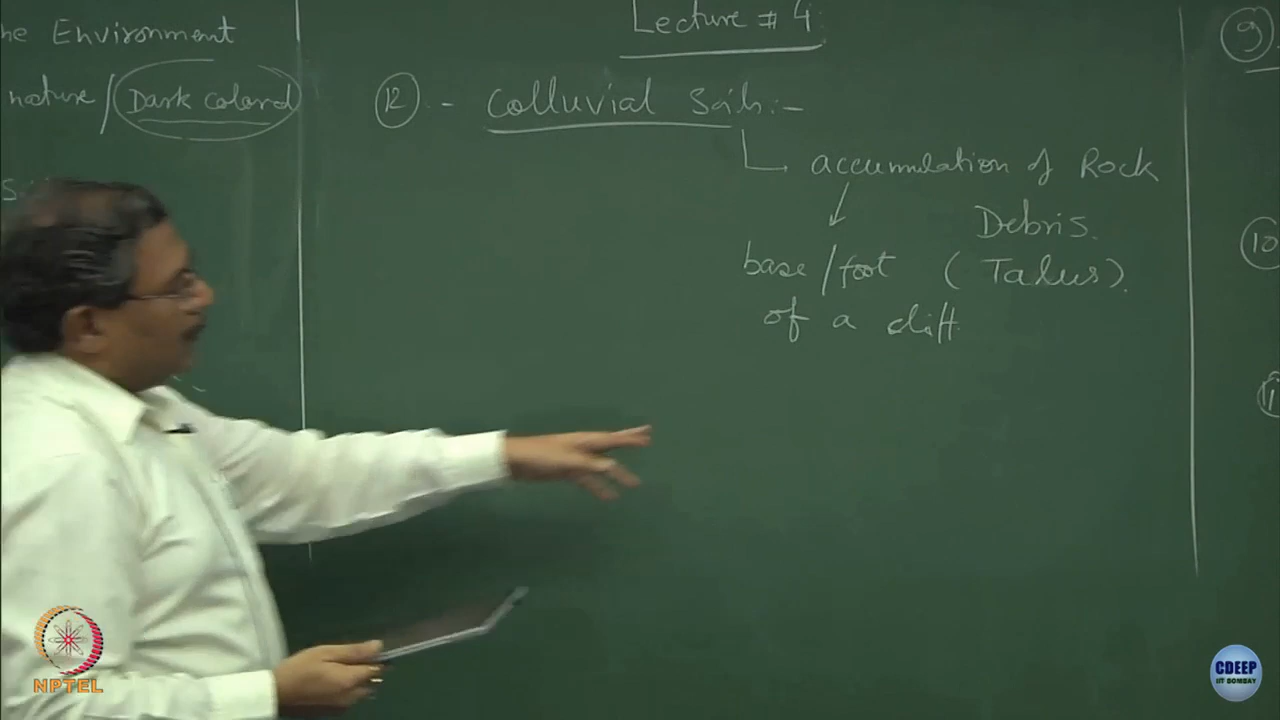 he Environment
nature / Dark Colored
Lecture # 4
12 - Colluvial Soils:-
accumulation of Rock
Debris.
base/foot (Talus).
of a cliff.
9
10
11
NPTEL
CDEEP
IIT BOMBAY